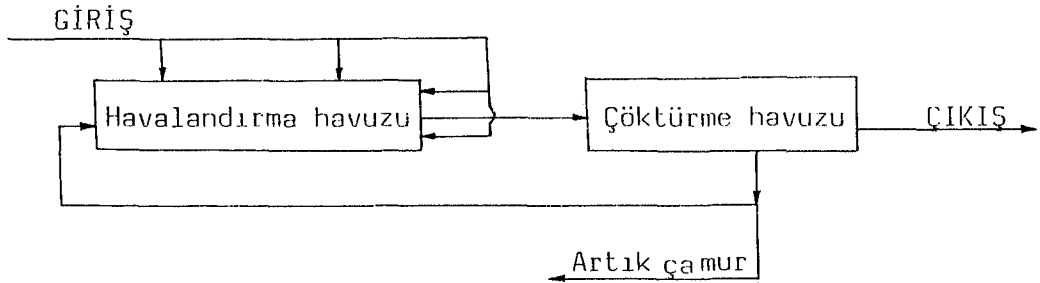 GİRİŞ
Havalandırma havuzu
Çöktürme havuzu
ÇIKIŞ
Artık çamur